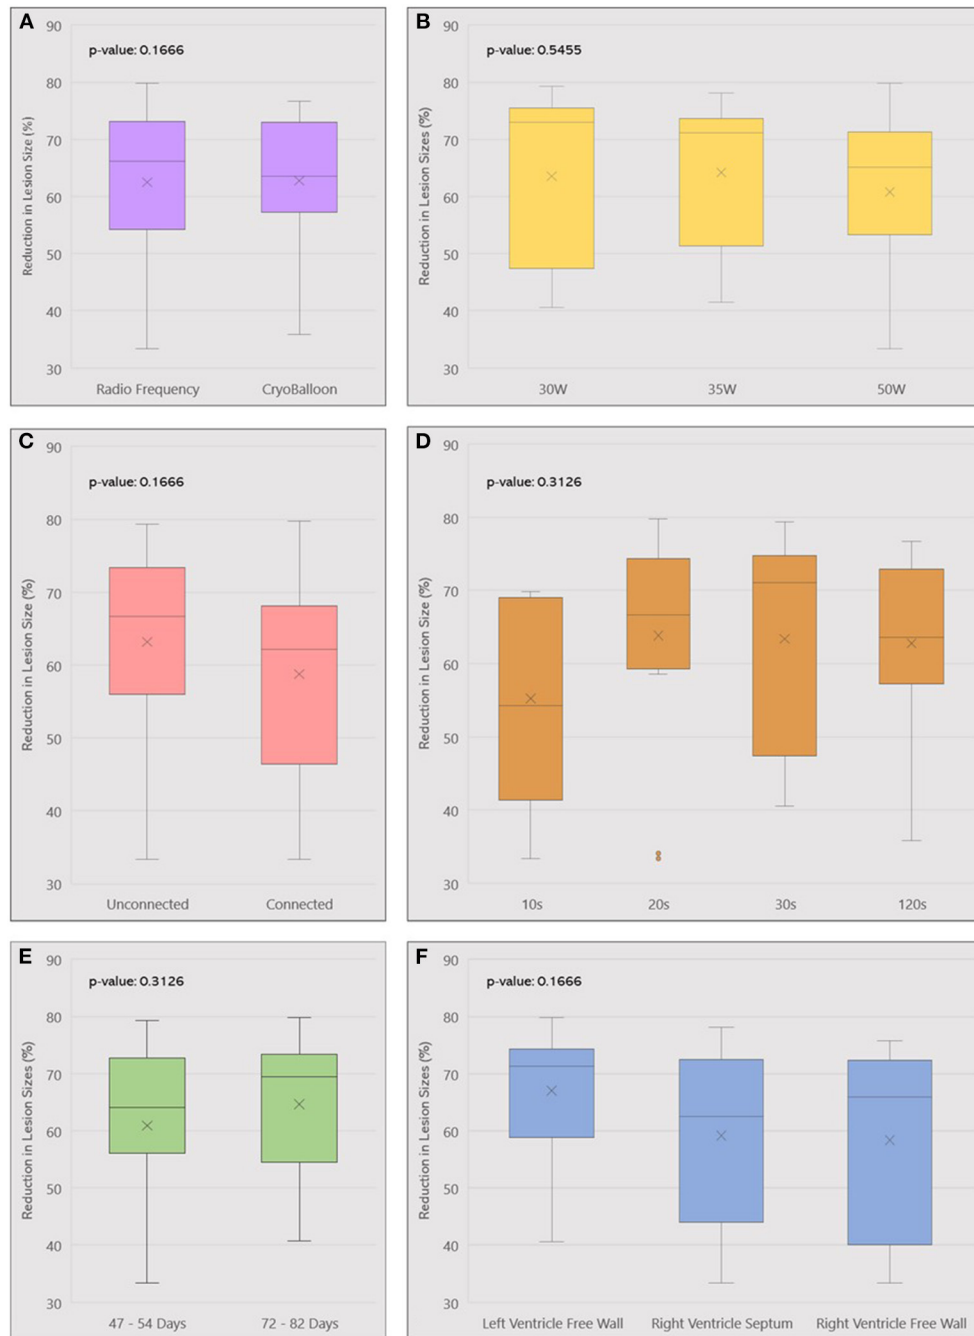 A
90
80
70
60
50
40
30
Reduction in Lesion Size (%)
p-value: 0.1666
Radio Frequency CryoBalloon
B
90
80
70
60
50
40
30
Reduction in Lesion Sizes (%)
p-value: 0.5455
30W 35W 50W
C
90
80
70
60
50
40
30
Reduction in Lesion Size (%)
p-value: 0.1666
Unconnected Connected
D
90
80
70
60
50
40
30
Reduction in Lesion Size (%)
p-value: 0.3126
10s 20s 30s 120s
E
90
80
70
60
50
40
30
Reduction in Lesion Sizes (%)
p-value: 0.3126
47 - 54 Days 72 - 82 Days
F
90
80
70
60
50
40
30
Reduction in Lesion Sizes (%)
p-value: 0.1666
Left Ventricle Free Wall Right Ventricle Septum Right Ventricle Free Wall